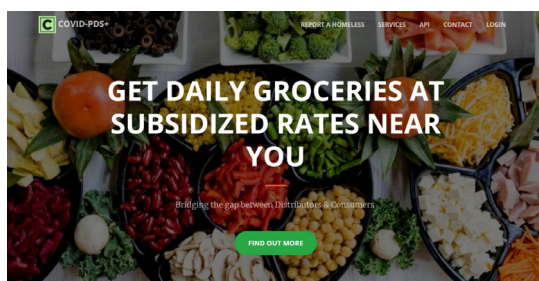 C COVID-PDS+
REPORT A HOMELESS SERVICES API CONTACT LOGIN
GET DAILY GROCERIES AT
SUBSIDIZED RATES NEAR
YOU
Bridging the gap between Distributors & Consumers
FIND OUT MORE